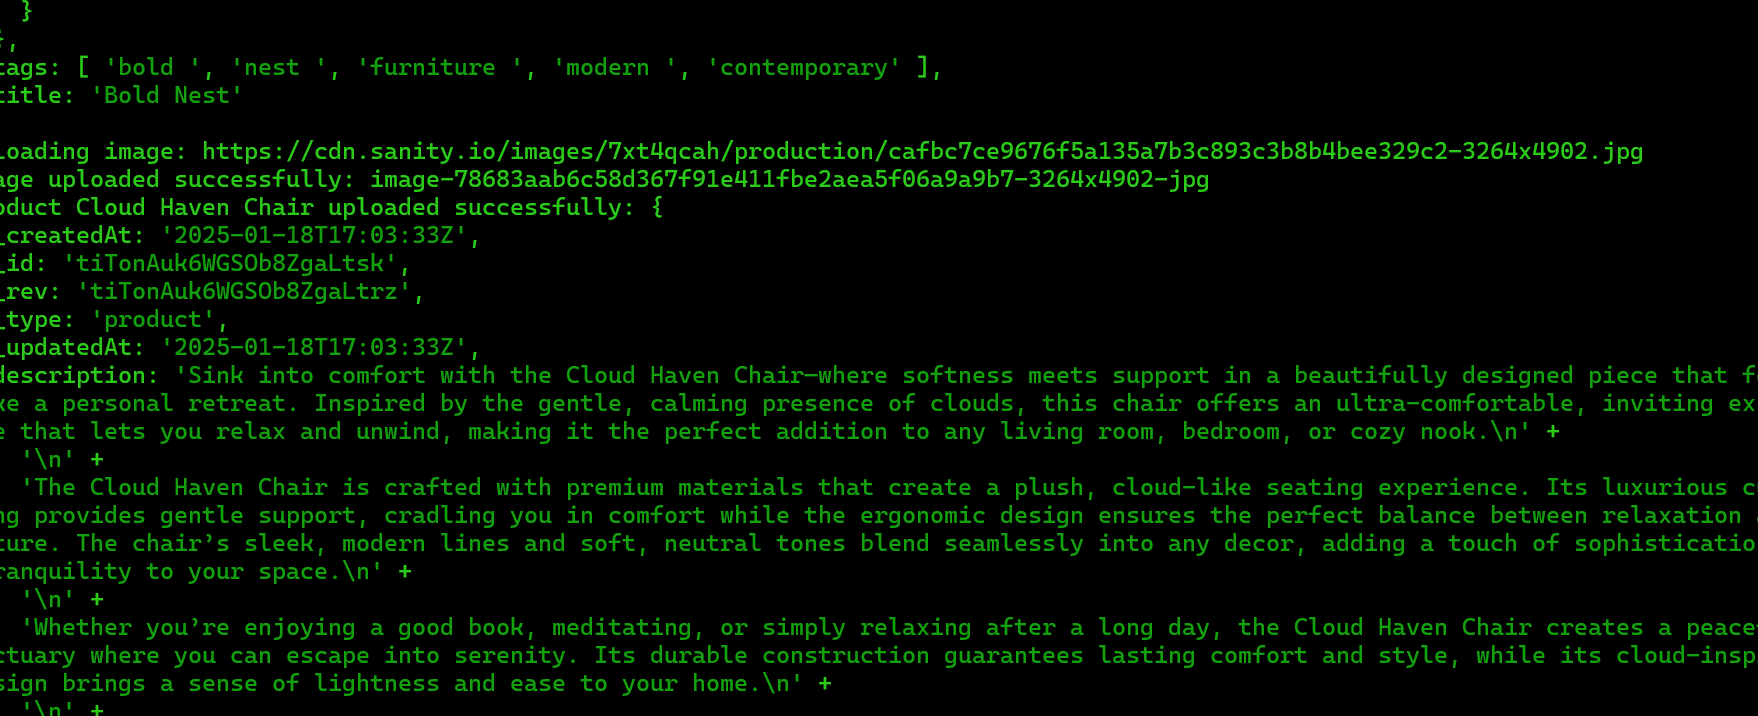 }
},
tags: [ 'bold ', 'nest ', 'furniture ', 'modern ', 'contemporary' ],
title: 'Bold Nest'
loading image: https://cdn.sanity.io/images/7xt4qcah/production/cafbc7ce9676f5a135a7b3c893c3b8b4bee329c2-3264x4902.jpg
age uploaded successfully: image-78683aab6c58d367f91e411fbe2aea5f06a9a9b7-3264x4902-jpg
oduct Cloud Haven Chair uploaded successfully: {
_createdAt: '2025-01-18T17:03:33Z',
_id: 'tiTonAuk6WGSOb8ZgaLtsk',
_rev: 'tiTonAuk6WGSOb8ZgaLtrz',
_type: 'product',
_updatedAt: '2025-01-18T17:03:33Z',
description: 'Sink into comfort with the Cloud Haven Chair—where softness meets support in a beautifully designed piece that f
ke a personal retreat. Inspired by the gentle, calming presence of clouds, this chair offers an ultra-comfortable, inviting ex
e that lets you relax and unwind, making it the perfect addition to any living room, bedroom, or cozy nook.\n' +
'\n' +
'The Cloud Haven Chair is crafted with premium materials that create a plush, cloud-like seating experience. Its luxurious c
ng provides gentle support, cradling you in comfort while the ergonomic design ensures the perfect balance between relaxation
ture. The chair’s sleek, modern lines and soft, neutral tones blend seamlessly into any decor, adding a touch of sophisticatio
ranquility to your space.\n' +
'\n' +
'Whether you’re enjoying a good book, meditating, or simply relaxing after a long day, the Cloud Haven Chair creates a peace
ctuary where you can escape into serenity. Its durable construction guarantees lasting comfort and style, while its cloud-insp
sign brings a sense of lightness and ease to your home.\n' +
'\n' +